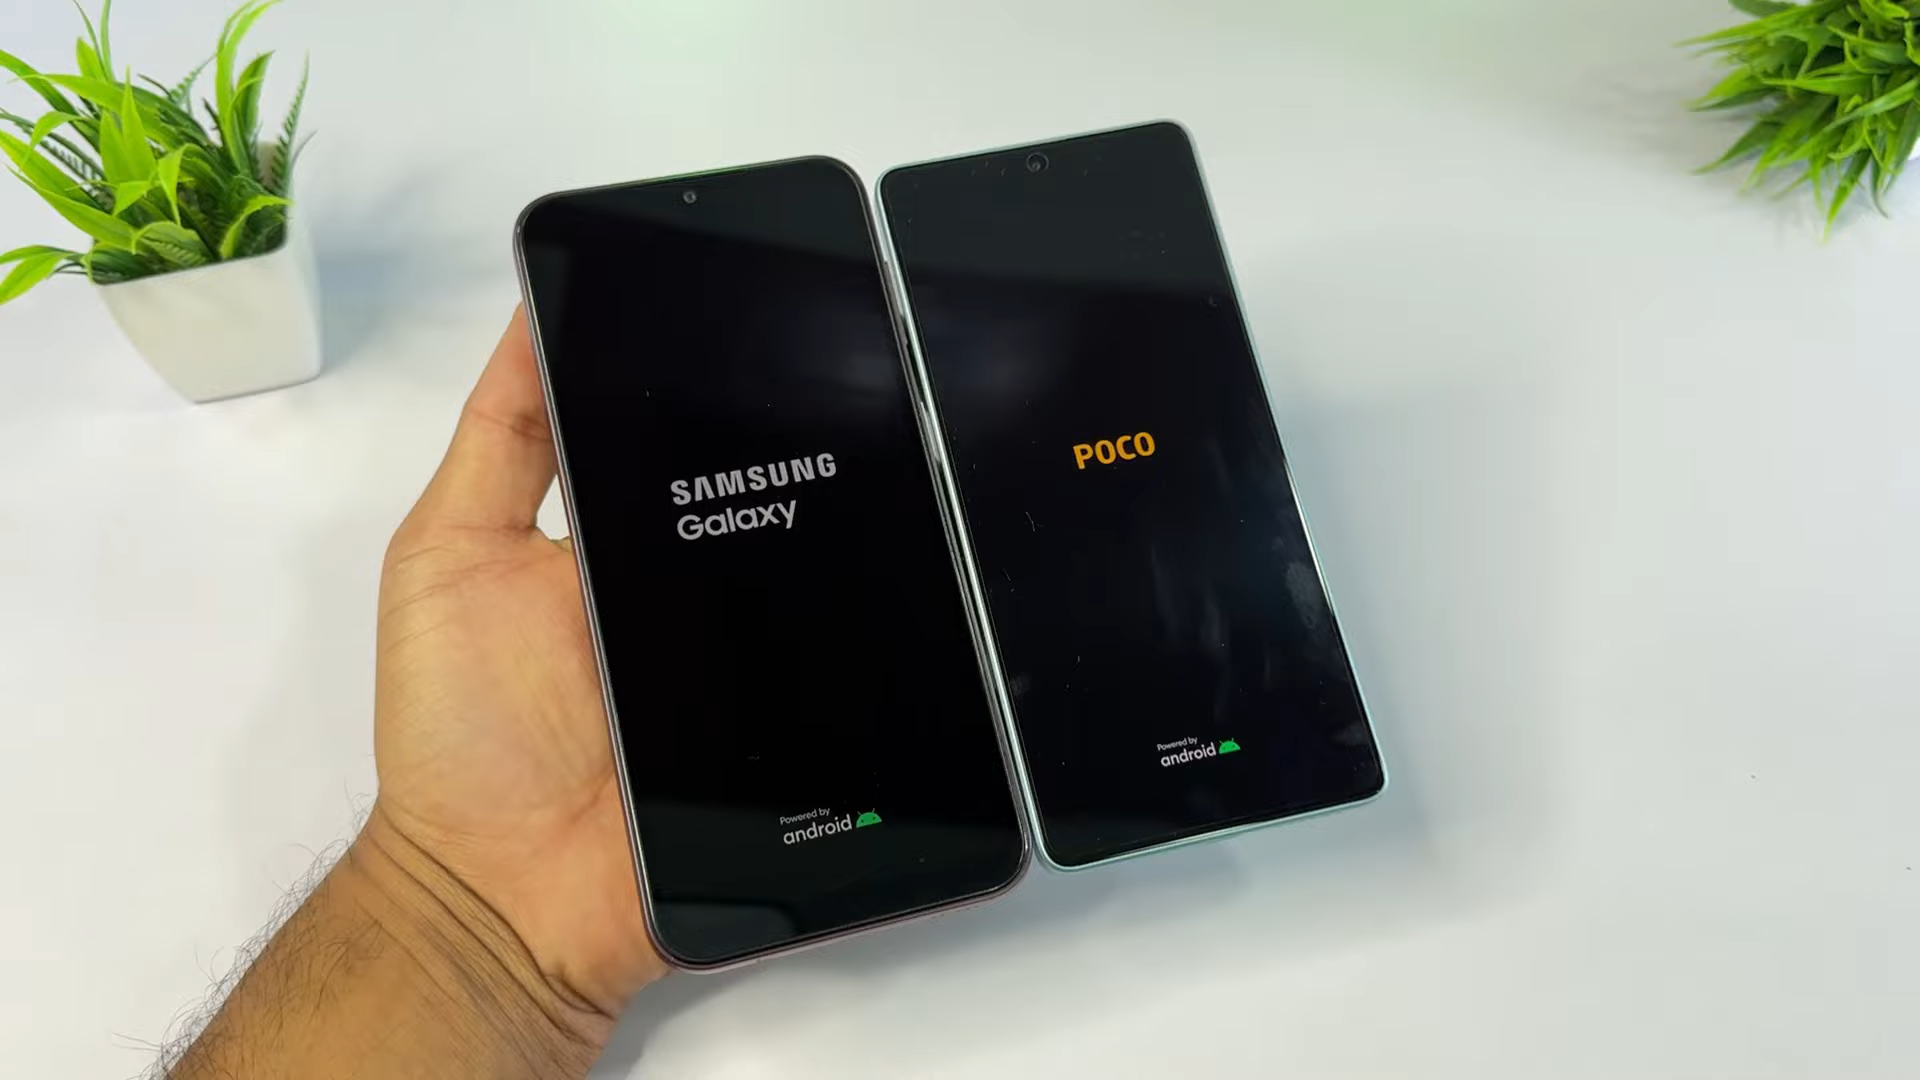 SAMSUNG
Galaxy
Powered by
android
POCO
Powered by
android